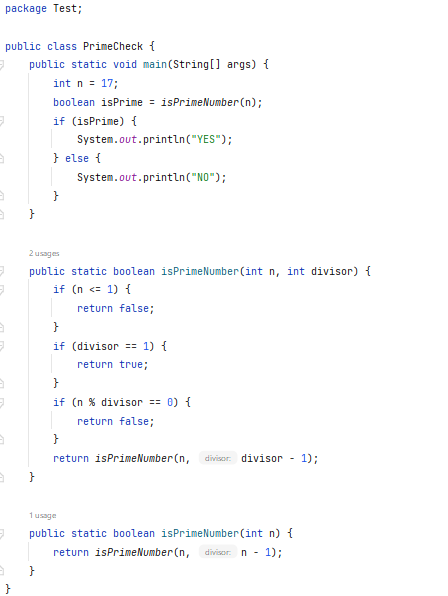 package Test;
public class PrimeCheck {
public static void main(String[] args) {
int n = 17;
boolean isPrime = isPrimeNumber(n);
if (isPrime) {
System.out.println("YES");
} else {
System.out.println("NO");
}
}
2 usages
public static boolean isPrimeNumber(int n, int divisor) {
if (n <= 1) {
return false;
}
if (divisor == 1) {
return true;
}
if (n % divisor == 0) {
return false;
}
return isPrimeNumber(n, divisor: divisor - 1);
}
1 usage
public static boolean isPrimeNumber(int n) {
return isPrimeNumber(n, divisor: n - 1);
}
}